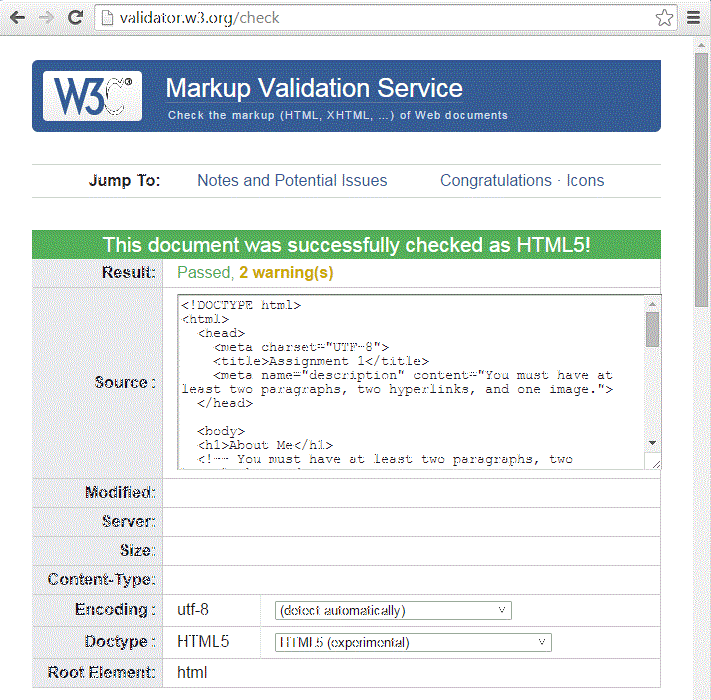 validator.w3.org/check
W3C®
Markup Validation Service
Check the markup (HTML, XHTML, …) of Web documents
Jump To: Notes and Potential Issues Congratulations · Icons
This document was successfully checked as HTML5!
Result: Passed, 2 warning(s)
Source :
<!DOCTYPE html>
<html>
<head>
<meta charset="UTF-8">
<title>Assignment 1</title>
<meta name="description" content="You must have at
least two paragraphs, two hyperlinks, and one image.">
</head>
<body>
<h1>About Me</h1>
<!-- You must have at least two paragraphs, two
Modified:
Server:
Size:
Content-Type:
Encoding : utf-8 (detect automatically)
Doctype : HTML5 HTML5 (experimental)
Root Element: html